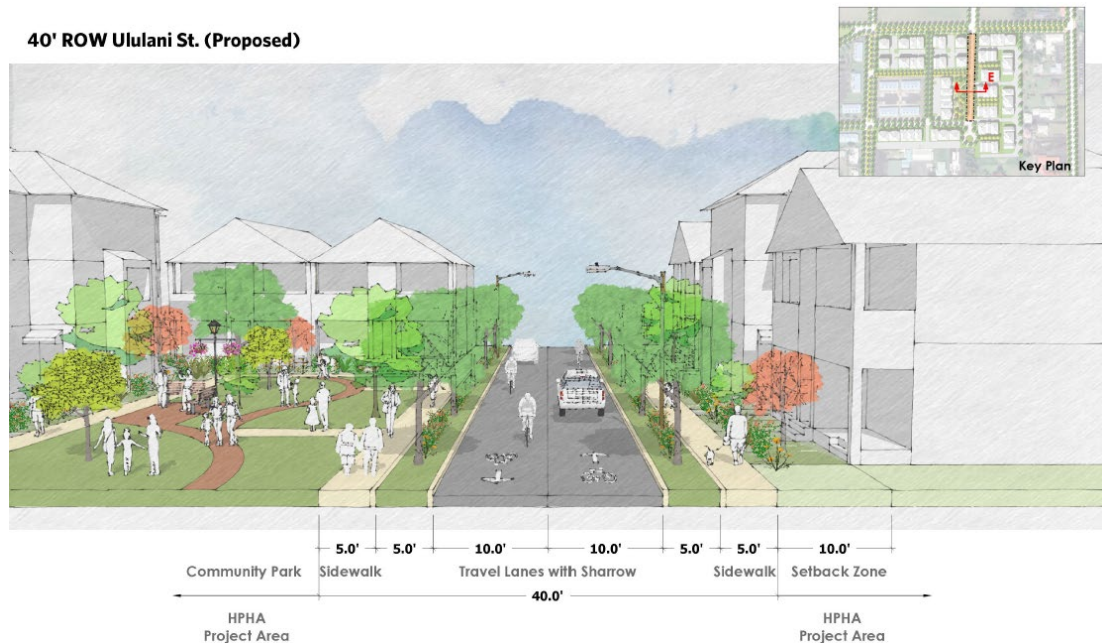 40' ROW Ululani St. (Proposed)
E
Key Plan
5.0' 5.0' 10.0' 10.0' 5.0' 5.0' 10.0'
Community Park Sidewalk Travel Lanes with Sharrow Sidewalk Setback Zone
40.0'
HPHA HPHA
Project Area Project Area